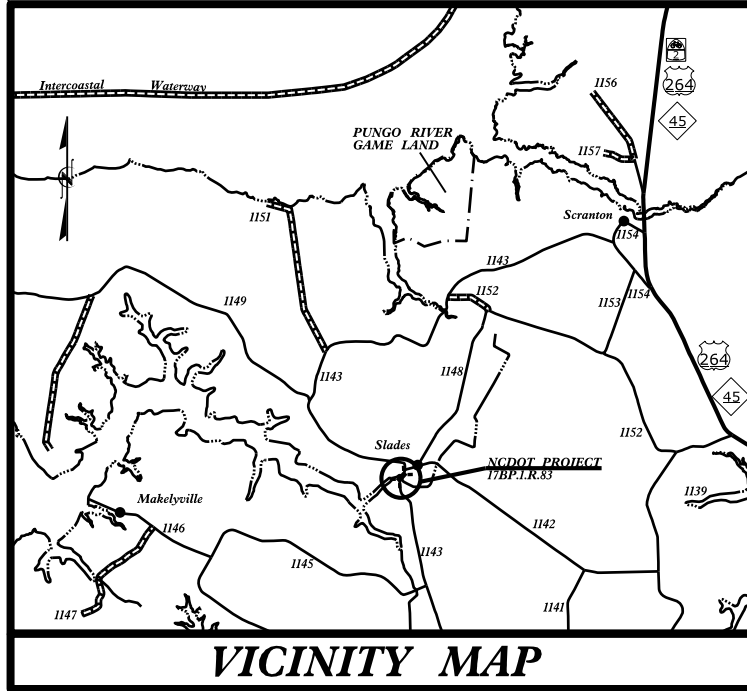 Intercoastal Waterway
2
264
45
1156
1157
PUNGO RIVER
GAME LAND
1151
Scranton
1154
1143
1152
1153
1154
1149
264
45
1143
1148
1152
Slades
NCDOT PROJECT
17BP.1.R.83
1139
Makelyville
1146
1142
1143
1145
1141
1147
VICINITY MAP